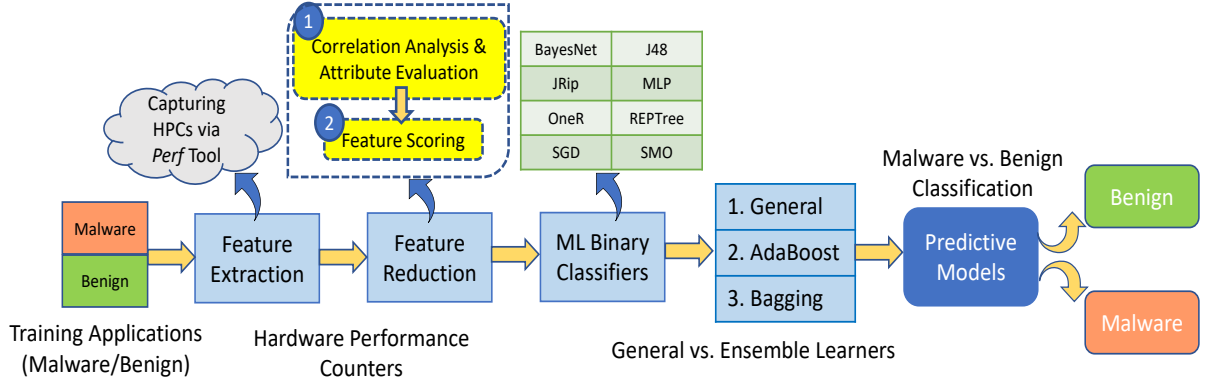 1
Correlation Analysis &
Attribute Evaluation
2
Feature Scoring
BayesNet
J48
JRip
MLP
OneR
REPTree
SGD
SMO
Capturing
HPCs via
Perf Tool
Malware
Benign
Training Applications
(Malware/Benign)
Feature
Extraction
Feature
Reduction
Hardware Performance
Counters
ML Binary
Classifiers
1. General
2. AdaBoost
3. Bagging
General vs. Ensemble Learners
Malware vs. Benign
Classification
Predictive
Models
Benign
Malware